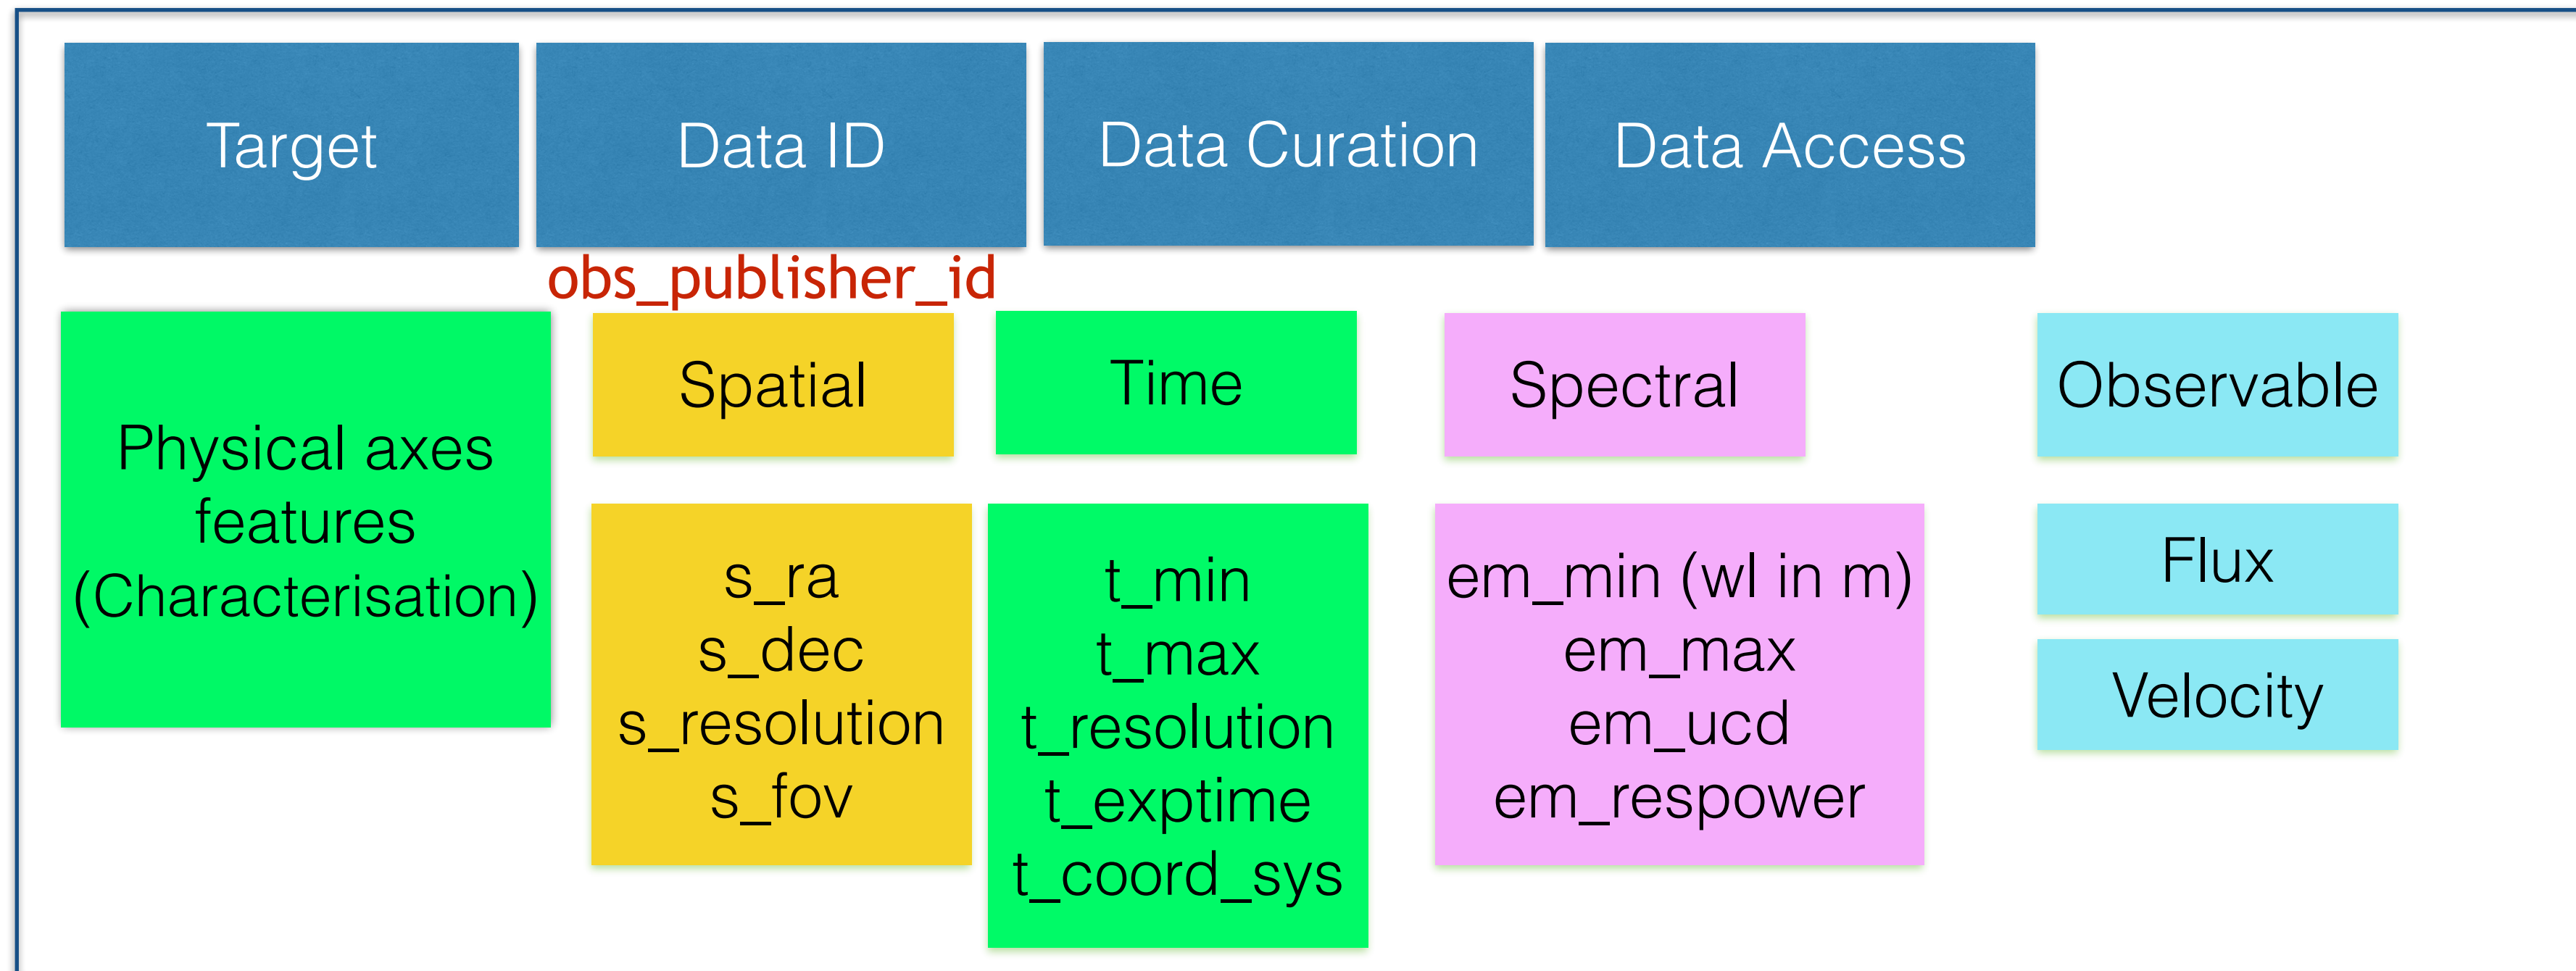 Target
Data ID
Data Curation
Data Access
obs_publisher_id
Physical axes
features
(Characterisation)
Spatial
Time
Spectral
Observable
s_ra
s_dec
s_resolution
s_fov
t_min
t_max
t_resolution
t_exptime
t_coord_sys
em_min (wl in m)
em_max
em_ucd
em_respower
Flux
Velocity